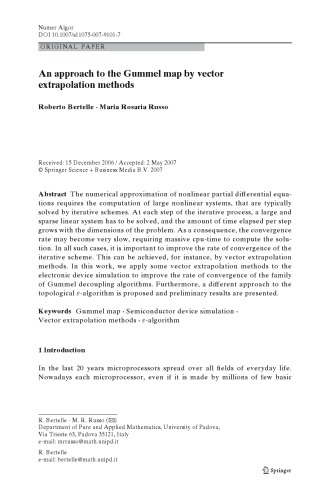 Numer Algor
DOI 10.1007/s11075-007-9101-7
ORIGINAL PAPER
An approach to the Gummel map by vector
extrapolation methods
Roberto Bertelle · Maria Rosaria Russo
Received: 15 December 2006 / Accepted: 2 May 2007
© Springer Science + Business Media B.V. 2007
Abstract The numerical approximation of nonlinear partial differential equa-
tions requires the computation of large nonlinear systems, that are typically
solved by iterative schemes. At each step of the iterative process, a large and
sparse linear system has to be solved, and the amount of time elapsed per step
grows with the dimensions of the problem. As a consequence, the convergence
rate may become very slow, requiring massive cpu-time to compute the solu-
tion. In all such cases, it is important to improve the rate of convergence of the
iterative scheme. This can be achieved, for instance, by vector extrapolation
methods. In this work, we apply some vector extrapolation methods to the
electronic device simulation to improve the rate of convergence of the family
of Gummel decoupling algorithms. Furthermore, a different approach to the
topological ε-algorithm is proposed and preliminary results are presented.
Keywords Gummel map · Semiconductor device simulation ·
Vector extrapolation methods · ε-algorithm
1 Introduction
In the last 20 years microprocessors spread over all fields of everyday life.
Nowadays each microprocessor, even if it is made by millions of few basic
R. Bertelle · M. R. Russo (✉)
Department of Pure and Applied Mathematics, University of Padova,
Via Trieste 63, Padova 35121, Italy
e-mail: mrrusso@math.unipd.it
R. Bertelle
e-mail: bertelle@math.unipd.it
Springer